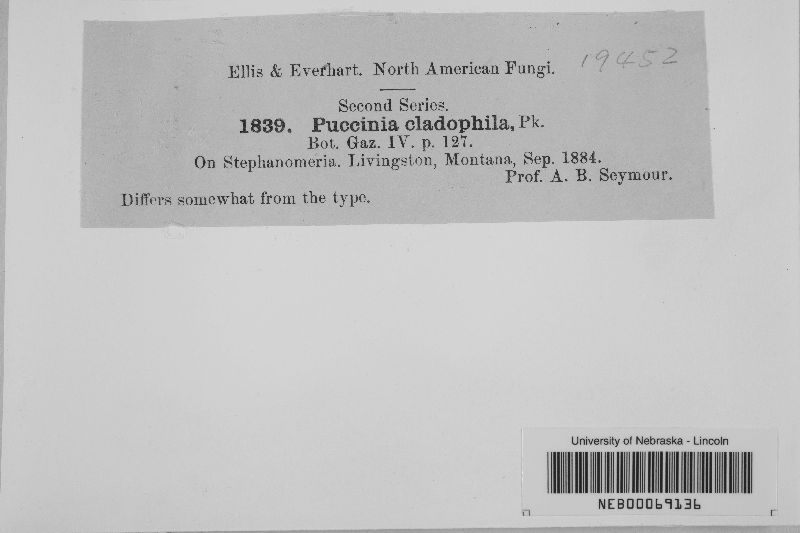 Ellis & Everhart. North American Fungi.
19452
Second Series.
1839. Puccinia cladophila, Pk.
Bot. Gaz. IV. p. 127.
On Stephanomeria. Livingston, Montana, Sep. 1884.
Prof. A. B. Seymour.
Differs somewhat from the type.
University of Nebraska - Lincoln
NEB00069136